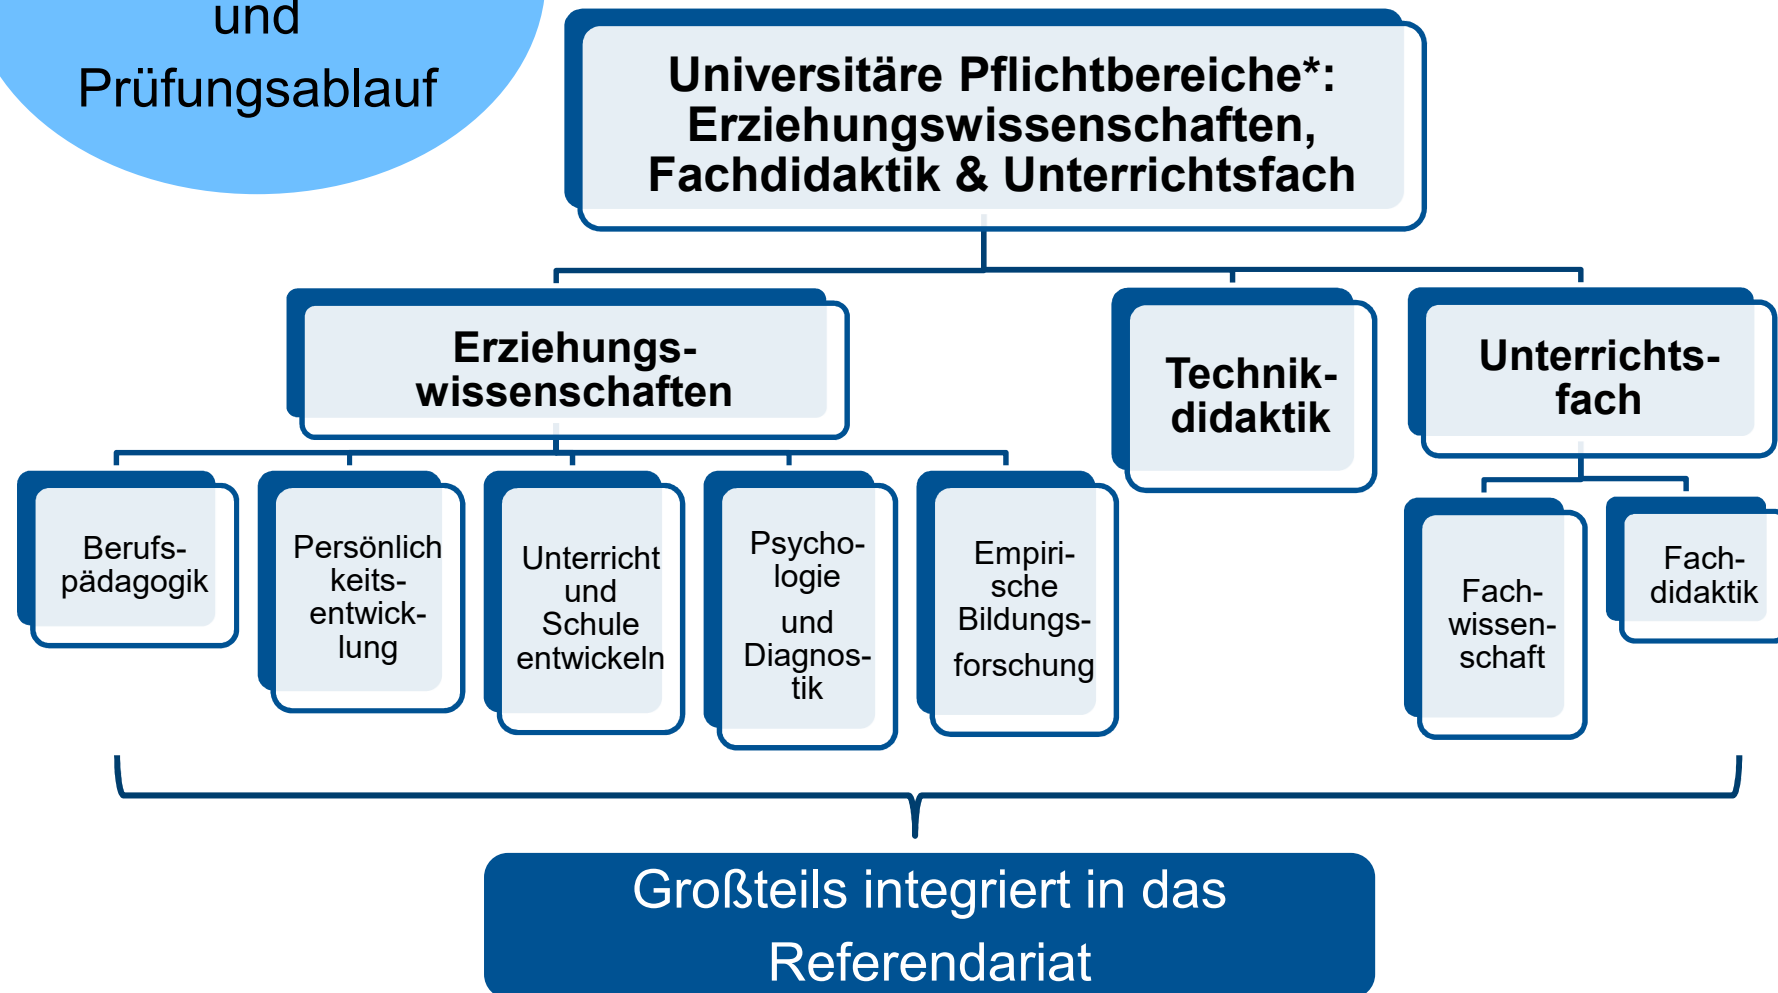 und
Prüfungsablauf
Universitäre Pflichtbereiche*:
Erziehungswissenschaften,
Fachdidaktik & Unterrichtsfach
Erziehungs-
wissenschaften
Technik-
didaktik
Unterrichts-
fach
Berufs-
pädagogik
Persönlich
keits-
entwick-
lung
Unterricht
und
Schule
entwickeln
Psycho-
logie
und
Diagnos-
tik
Empiri-
sche
Bildungs-
forschung
Fach-
wissen-
schaft
Fach-
didaktik
Großteils integriert in das
Referendariat